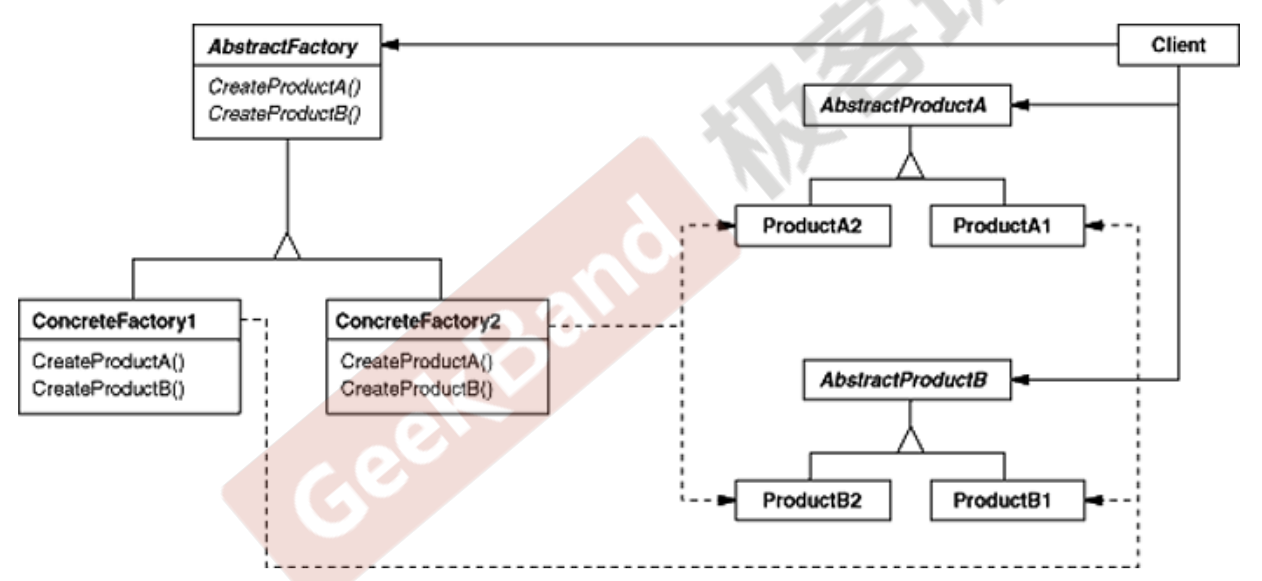 AbstractFactory
CreateProductA()
CreateProductB()
Client
AbstractProductA
ProductA2
ProductA1
ConcreteFactory1
CreateProductA()
CreateProductB()
ConcreteFactory2
CreateProductA()
CreateProductB()
AbstractProductB
ProductB2
ProductB1
GeekBand
极客